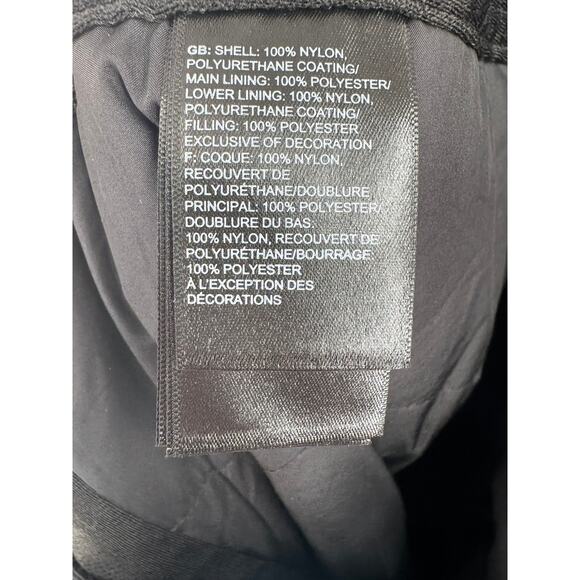 GB: SHELL: 100% NYLON,
POLYURETHANE COATING/
MAIN LINING: 100% POLYESTER/
LOWER LINING: 100% NYLON,
POLYURETHANE COATING/
FILLING: 100% POLYESTER
EXCLUSIVE OF DECORATION
F: COQUE: 100% NYLON,
RECOUVERT DE
POLYURÉTHANE/DOUBLURE
PRINCIPAL: 100% POLYESTER/
DOUBLURE DU BAS:
100% NYLON, RECOUVERT DE
POLYURÉTHANE/BOURRAGE:
100% POLYESTER
À L'EXCEPTION DES
DÉCORATIONS